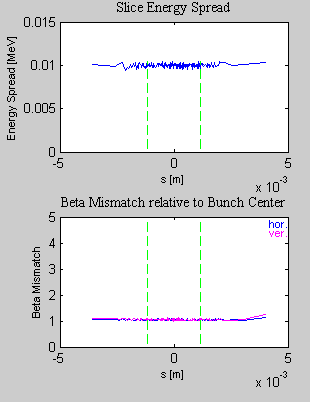 Slice Energy Spread
0.015
0.01
0.005
0
Energy Spread [MeV]
-5
0
5
s [m]
x 10-3
Beta Mismatch relative to Bunch Center
5
4
3
2
1
0
Beta Mismatch
hor.
ver.
-5
0
5
s [m]
x 10-3